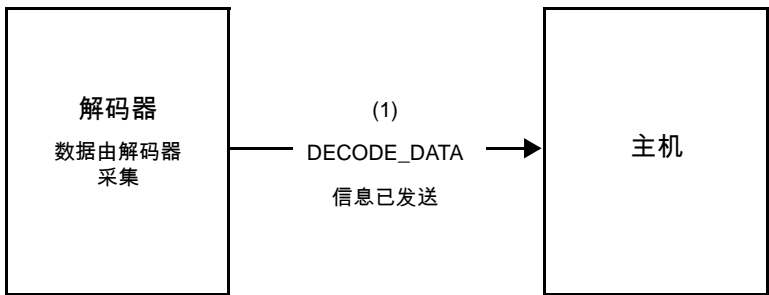 解码器
数据由解码器
采集
(1)
DECODE_DATA
信息已发送
主机